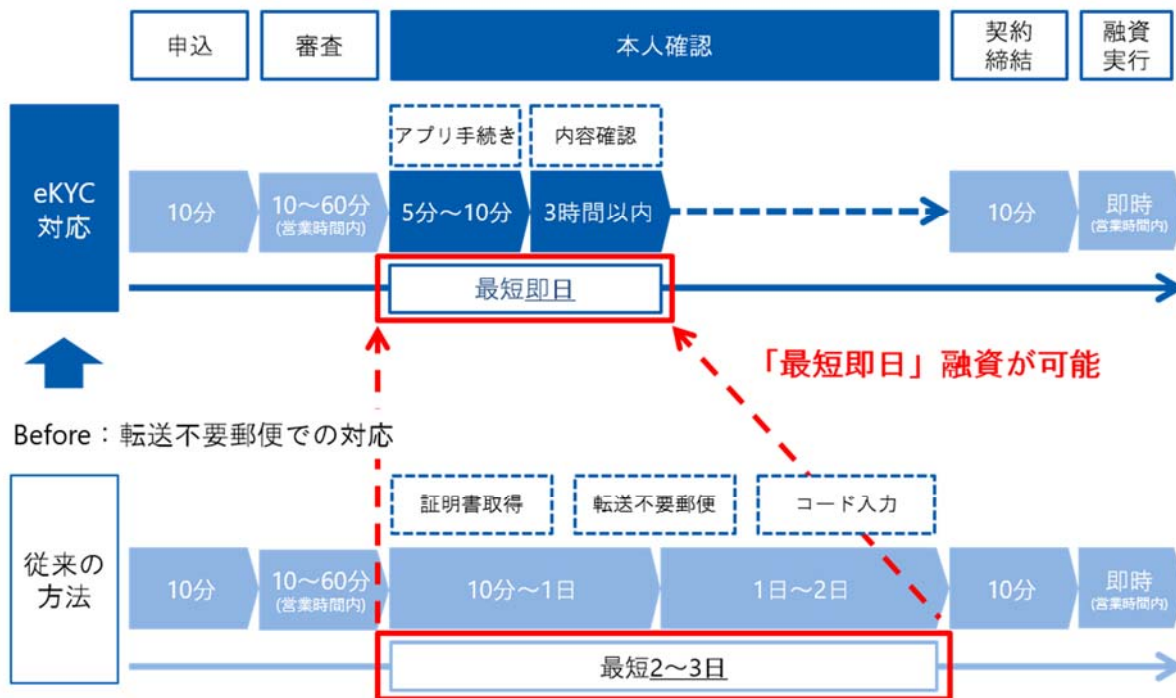 申込
審査
本人確認
契約
締結
融資
実行
eKYC
対応
アプリ手続き
内容確認
10分
10～60分
(営業時間内)
5分～10分
3時間以内
10分
即時
(営業時間内)
最短即日
「最短即日」融資が可能
Before：転送不要郵便での対応
従来の
方法
証明書取得
転送不要郵便
コード入力
10分
10～60分
(営業時間内)
10分～1日
1日～2日
10分
即時
(営業時間内)
最短2～3日